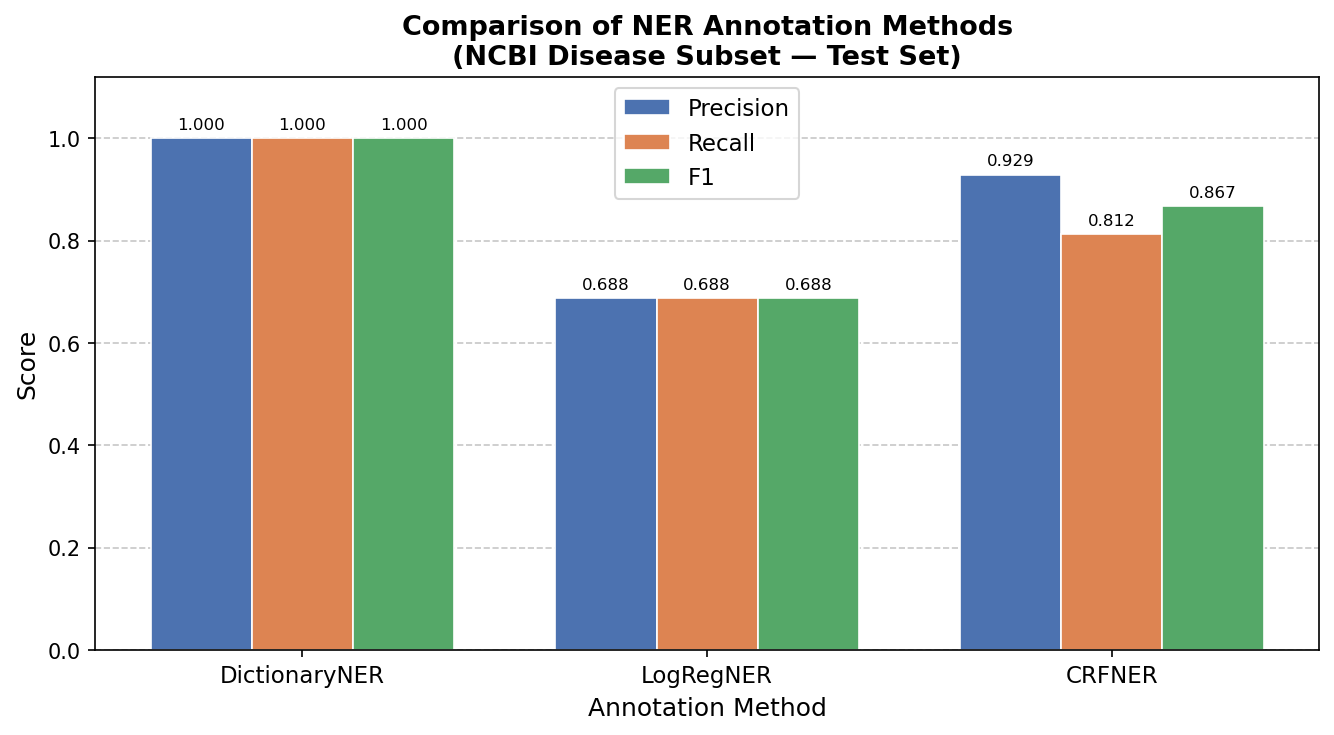 Comparison of NER Annotation Methods
(NCBI Disease Subset — Test Set)
Precision
Recall
F1
1.000 1.000 1.000
0.688 0.688 0.688
0.929 0.812 0.867
Score
1.0
0.8
0.6
0.4
0.2
0.0
DictionaryNER LogRegNER CRFNER
Annotation Method